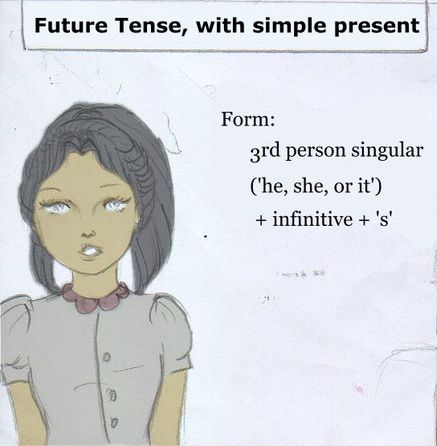 Future Tense, with simple present
Form:
3rd person singular
('he, she, or it')
+ infinitive + 's'